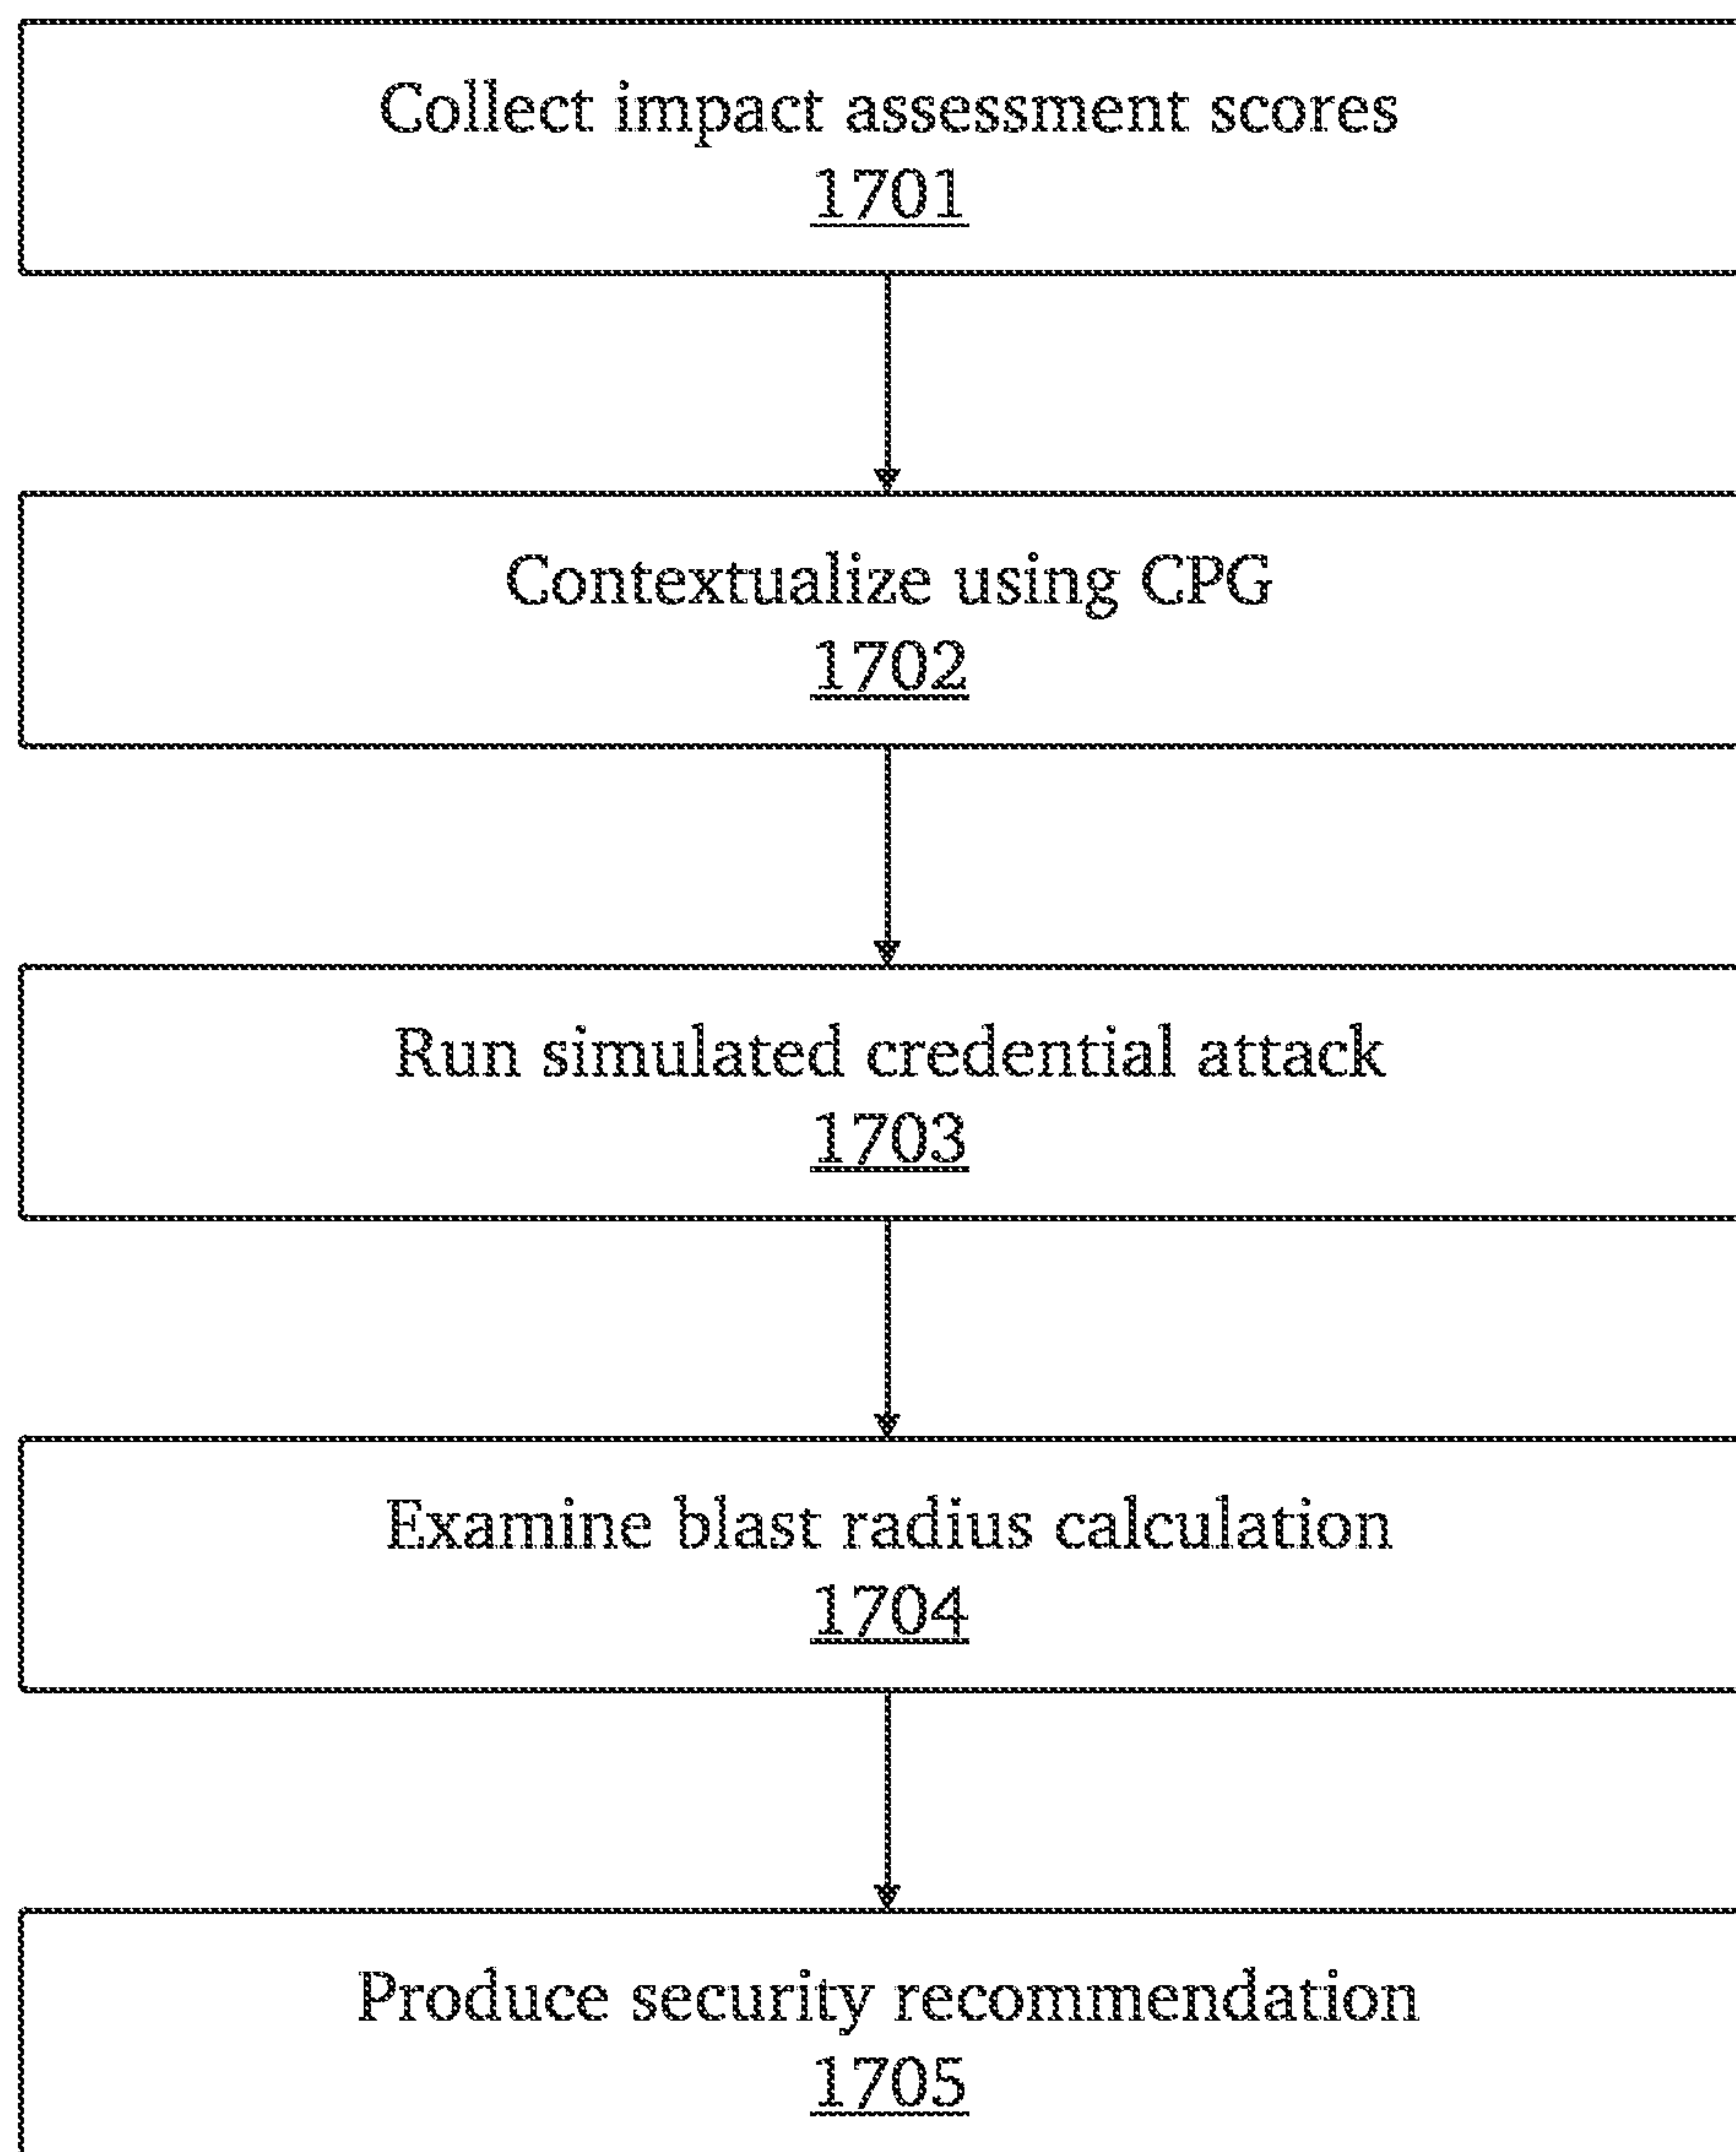 Collect impact assessment scores
1701
Contextualize using CPG
1702
Run simulated credential attack
1703
Examine blast radius calculation
1704
Produce security recommendation
1705